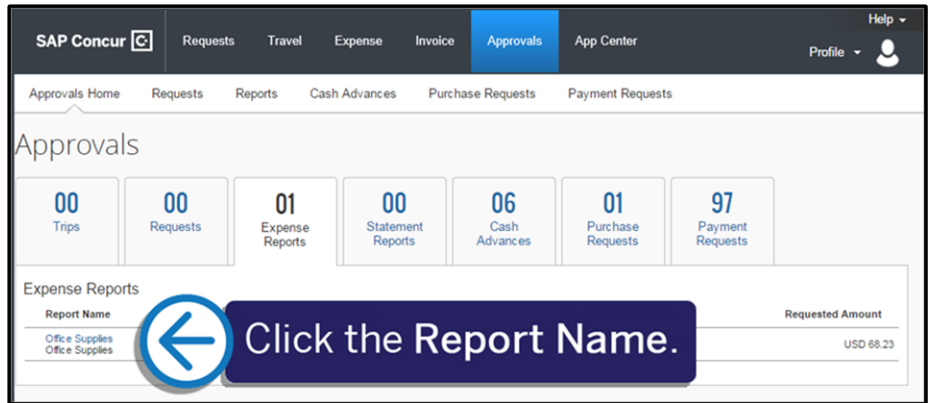 Help
SAP Concur C
Requests Travel Expense Invoice Approvals App Center
Profile
Approvals Home Requests Reports Cash Advances Purchase Requests Payment Requests
Approvals
00 00 01 00 06 01 97
Trips Requests Expense Statement Cash Purchase Payment
Reports Reports Advances Requests Requests
Expense Reports
Report Name Requested Amount
Office Supplies
Office Supplies USD 68.23
Click the Report Name.